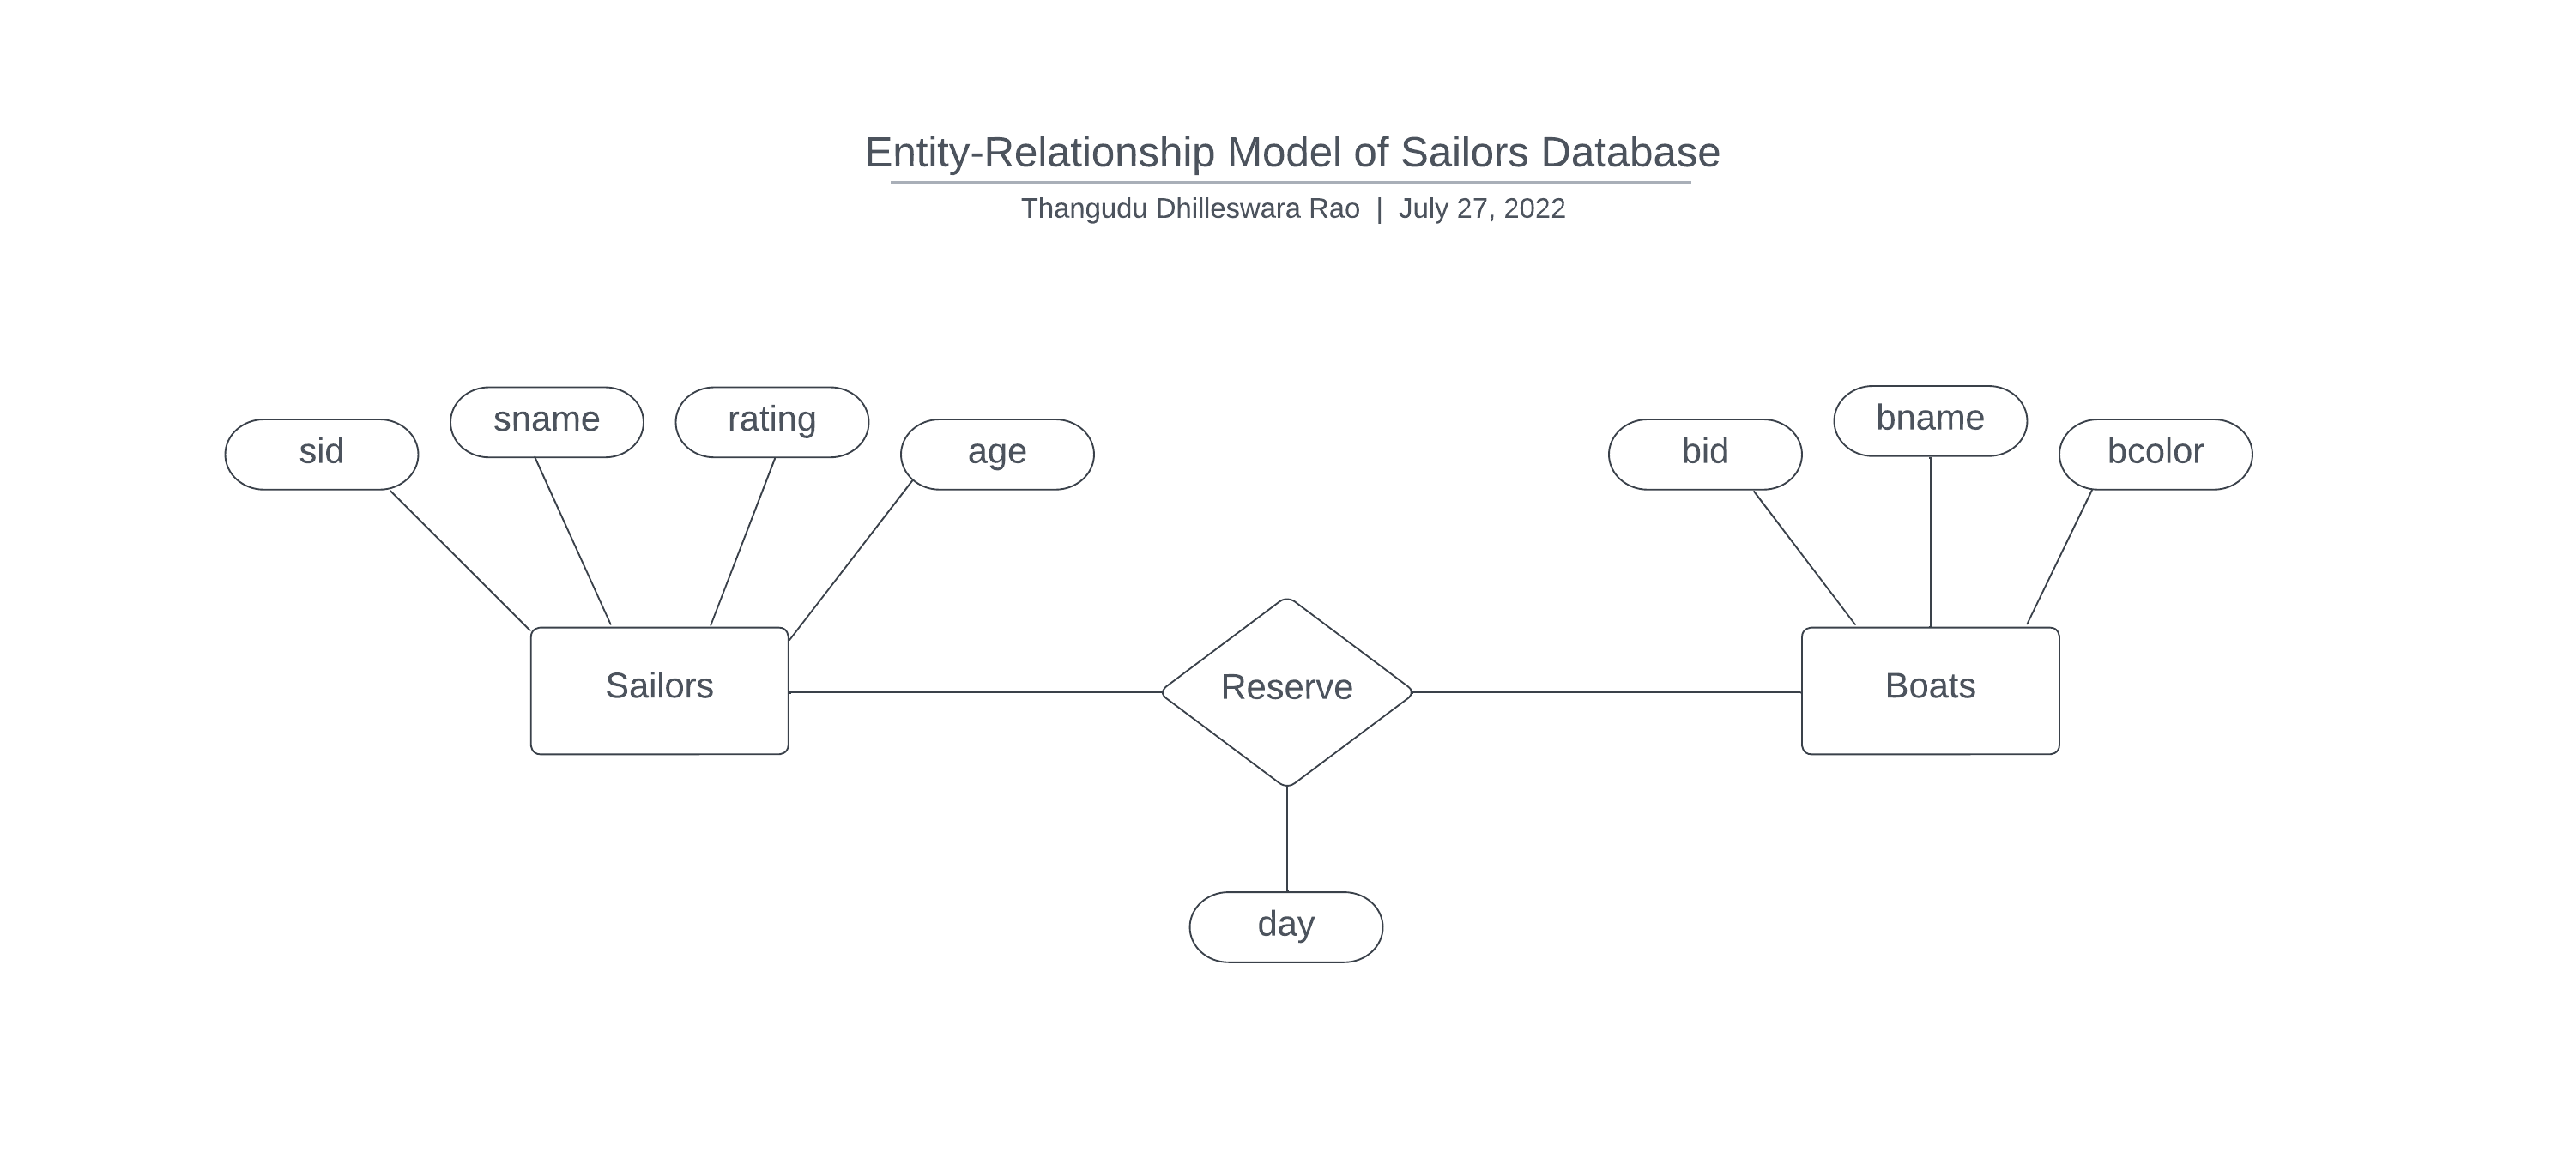 Entity-Relationship Model of Sailors Database
Thangudu Dhilleswara Rao | July 27, 2022
sid
sname
rating
age
bid
bname
bcolor
Sailors
Reserve
Boats
day